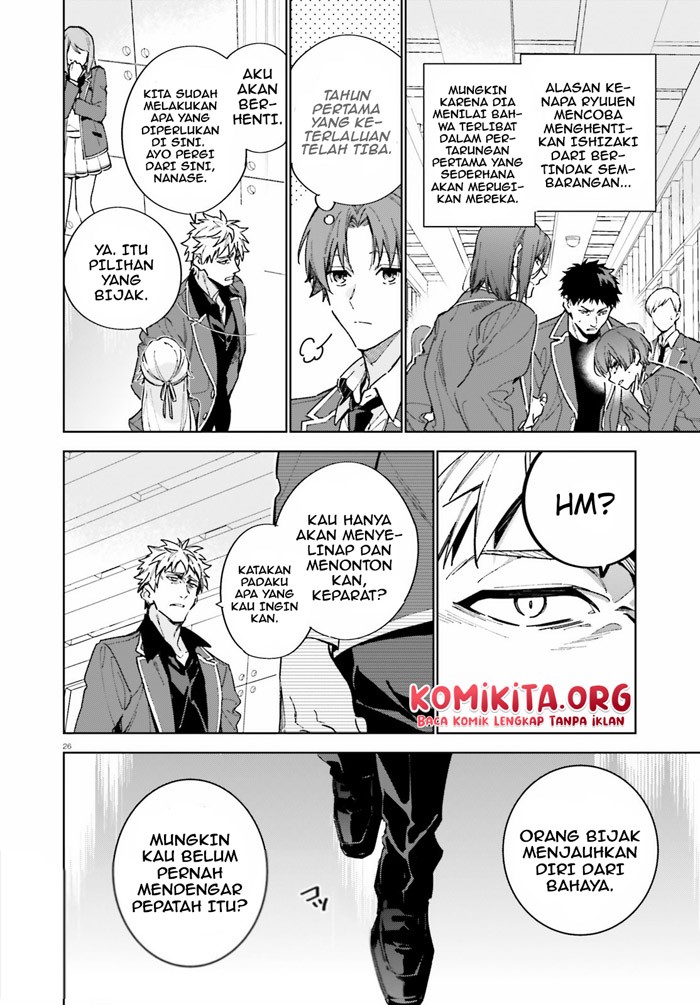 ALASAN KE-
NAPA RYUUEN
MENCOBA
MENGHENTI-
KAN ISHIZAKI
DARI BER-
TINDAK SEM-
BARANGAN...
MUNGKIN
KARENA DIA
MENILAI BAH-
WA TERLIBAT
DALAM PER-
TARUNGAN
PERTAMA YANG
SEDERHANA
AKAN MERUGI-
KAN MEREKA.
TAHUN
PERTAMA
YANG KE-
TERLALUAN
TELAH TIBA.
AKU
AKAN
BER-
HENTI.
KITA SUDAH
MELAKUKAN
APA YANG
DIPERLUKAN
DI SINI.
AYO PERGI
DARI SINI,
NANASE.
YA. ITU
PILIHAN
YANG
BIJAK.
HM?
KAU HANYA
AKAN MENYE-
LINAP DAN
MENONTON
KAN,
KEPARAT?
KATAKAN
PADAKU
APA YANG
KAU INGIN
KAN.
KOMIKITA.ORG
BACA KOMIK LENGKAP TANPA IKLAN
26
ORANG BIJAK
MENJAUHKAN
DIRI DARI
BAHAYA.
コツ
MUNGKIN
KAU BELUM
PERNAH
MENDENGAR
PEPATAH ITU?